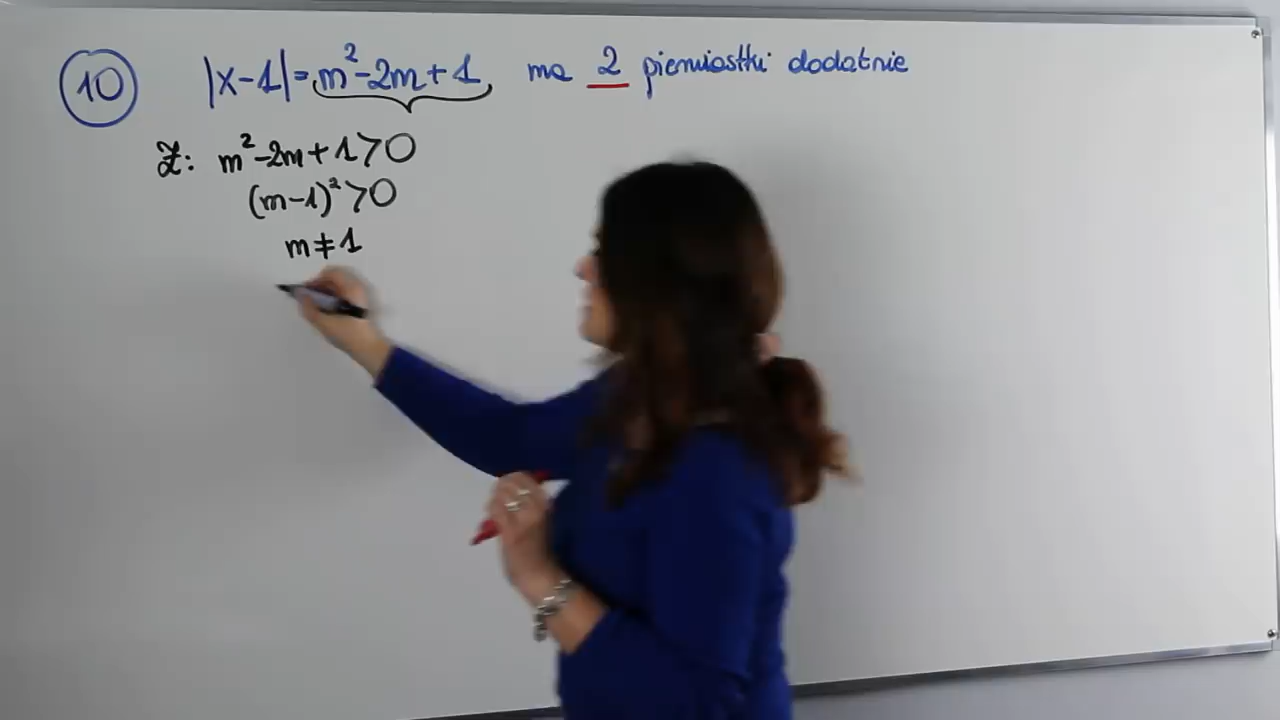 10 |x-1|=m²-2m+1 ma 2 pierwiastki dodatnie
Z: m²-2m+1>0
(m-1)²>0
m≠1